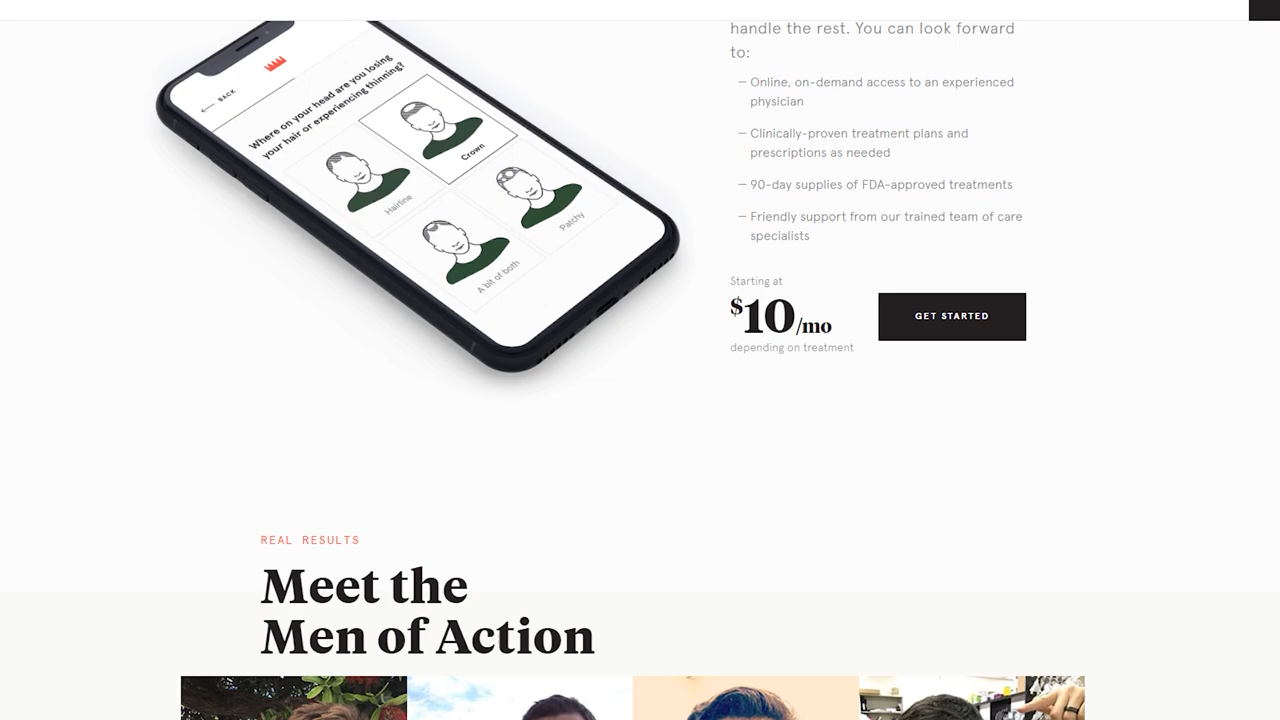 handle the rest. You can look forward
to:
— Online, on-demand access to an experienced
physician
— Clinically-proven treatment plans and
prescriptions as needed
— 90-day supplies of FDA-approved treatments
— Friendly support from our trained team of care
specialists
Starting at
$10/mo
depending on treatment
GET STARTED
← BACK
Where on your head are you losing
your hair or experiencing thinning?
Hairline
Crown
A bit of both
Patchy
REAL RESULTS
Meet the
Men of Action